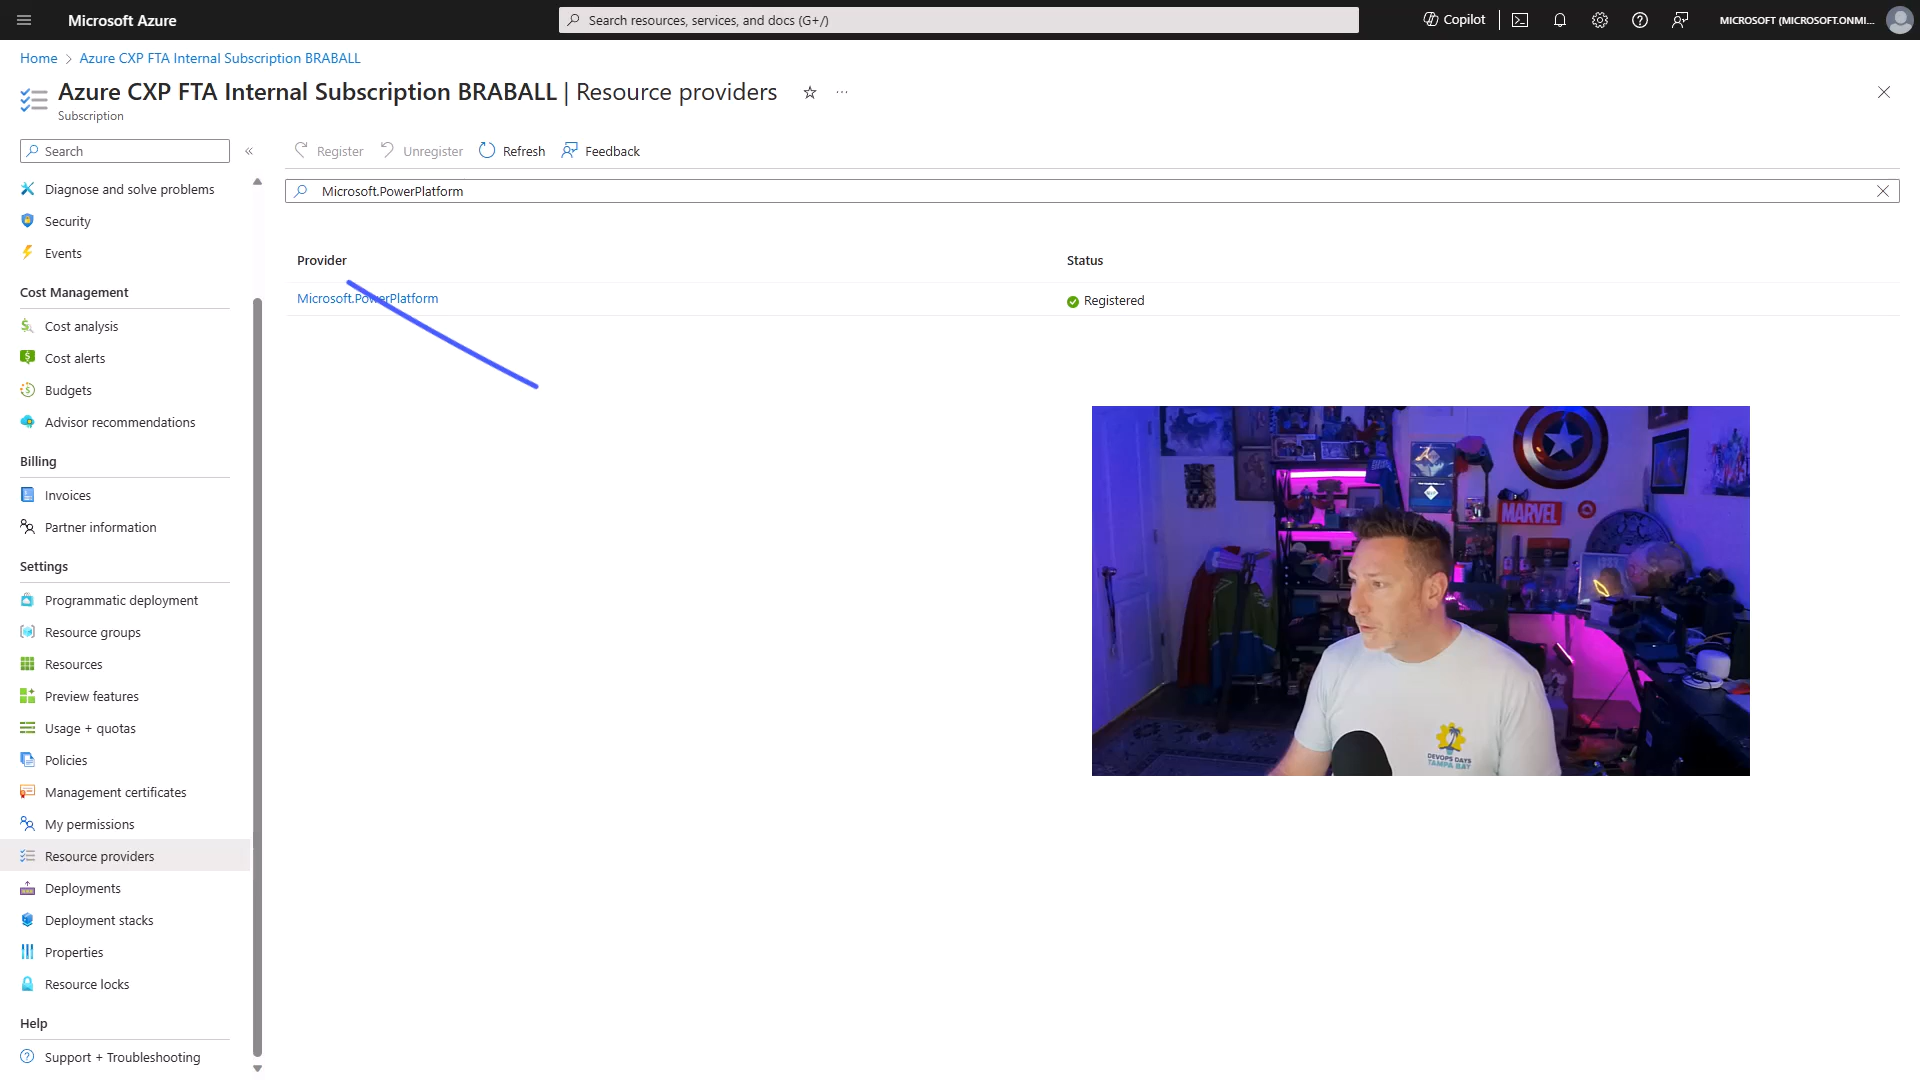 Microsoft Azure
Search resources, services, and docs (G+/)
Copilot
MICROSOFT (MICROSOFT.ONMI...
Home > Azure CXP FTA Internal Subscription BRABALL
Azure CXP FTA Internal Subscription BRABALL | Resource providers
Subscription
Search
Diagnose and solve problems
Security
Events
Cost Management
Cost analysis
Cost alerts
Budgets
Advisor recommendations
Billing
Invoices
Partner information
Settings
Programmatic deployment
Resource groups
Resources
Preview features
Usage + quotas
Policies
Management certificates
My permissions
Resource providers
Deployments
Deployment stacks
Properties
Resource locks
Help
Support + Troubleshooting
Register
Unregister
Refresh
Feedback
Microsoft.PowerPlatform
Provider
Status
Microsoft.PowerPlatform
Registered
MARVEL
DEVOPS DAYS
TAMPA BAY